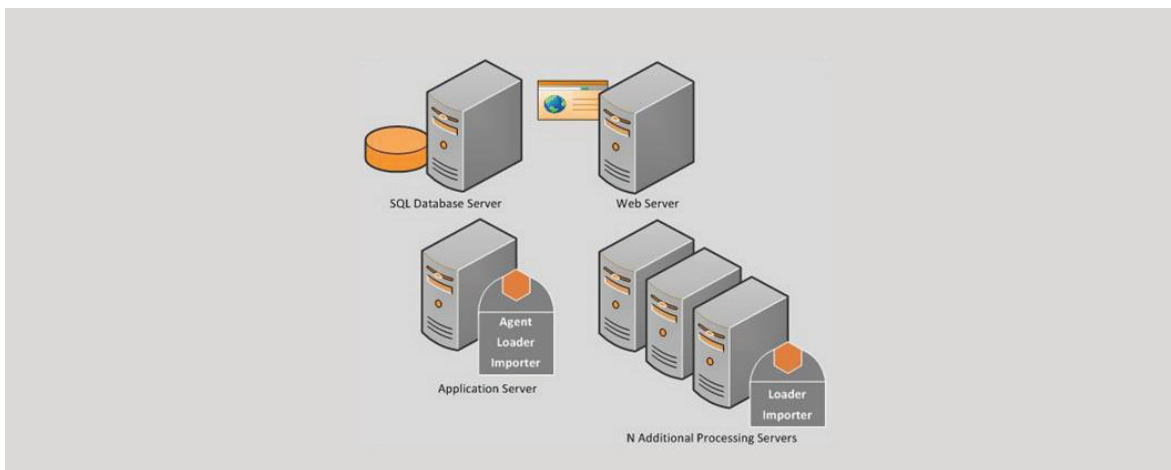 SQL Database Server
Web Server
Agent
Loader
Importer
Application Server
Loader
Importer
N Additional Processing Servers